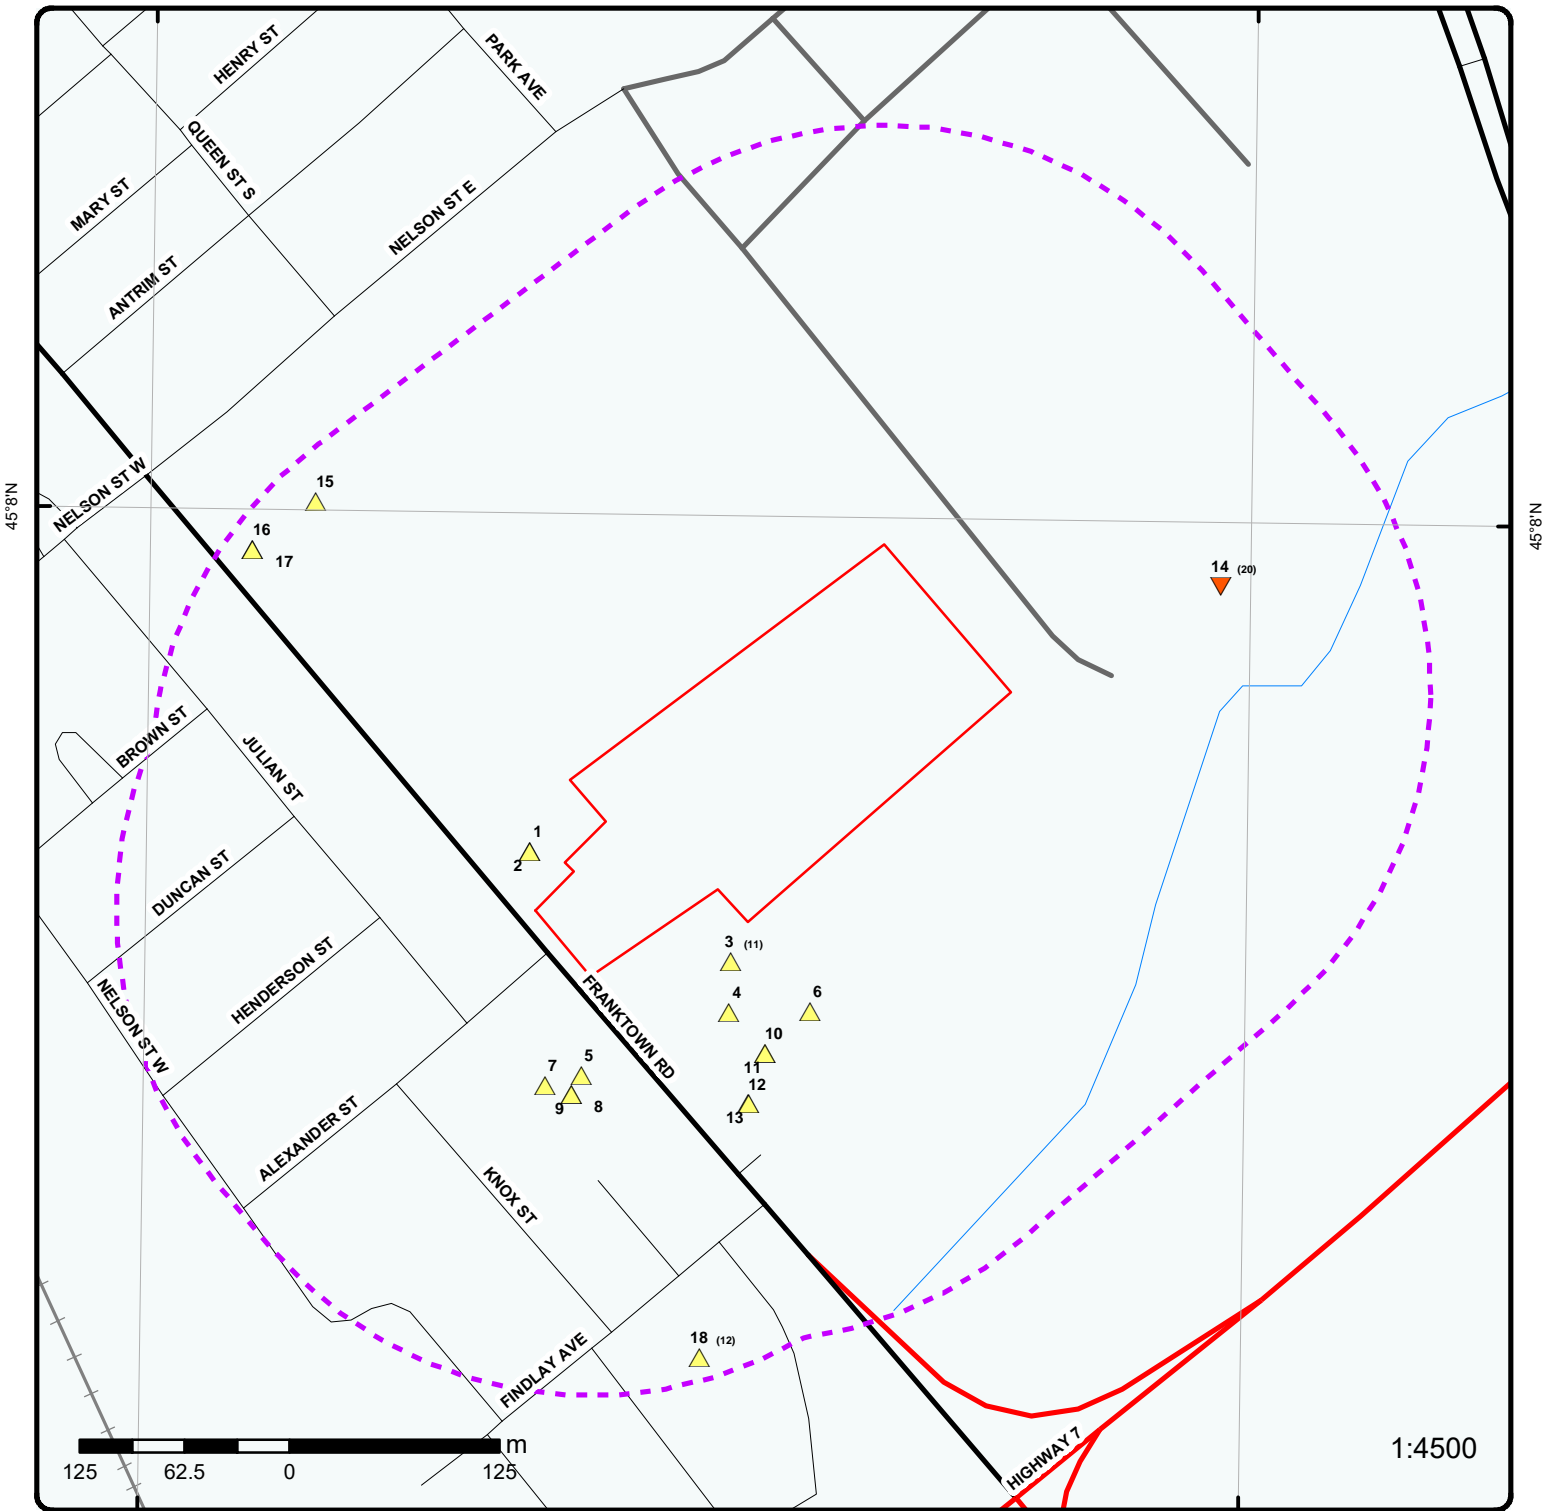 HENRY ST
PARK AVE
QUEEN ST S
MARY ST
NELSON ST E
ANTRIM ST
NELSON ST W
15
16
17
45°8'N
45°8'N
14 (20)
BROWN ST
JULIAN ST
1
2
DUNCAN ST
HENDERSON ST
NELSON ST W
3 (11)
4
6
FRANKTOWN RD
10
11
5
7
8
9
12
13
ALEXANDER ST
KNOX ST
18 (12)
FINDLAY AVE
HIGHWAY 7
m
125 62.5 0 125
1:4500